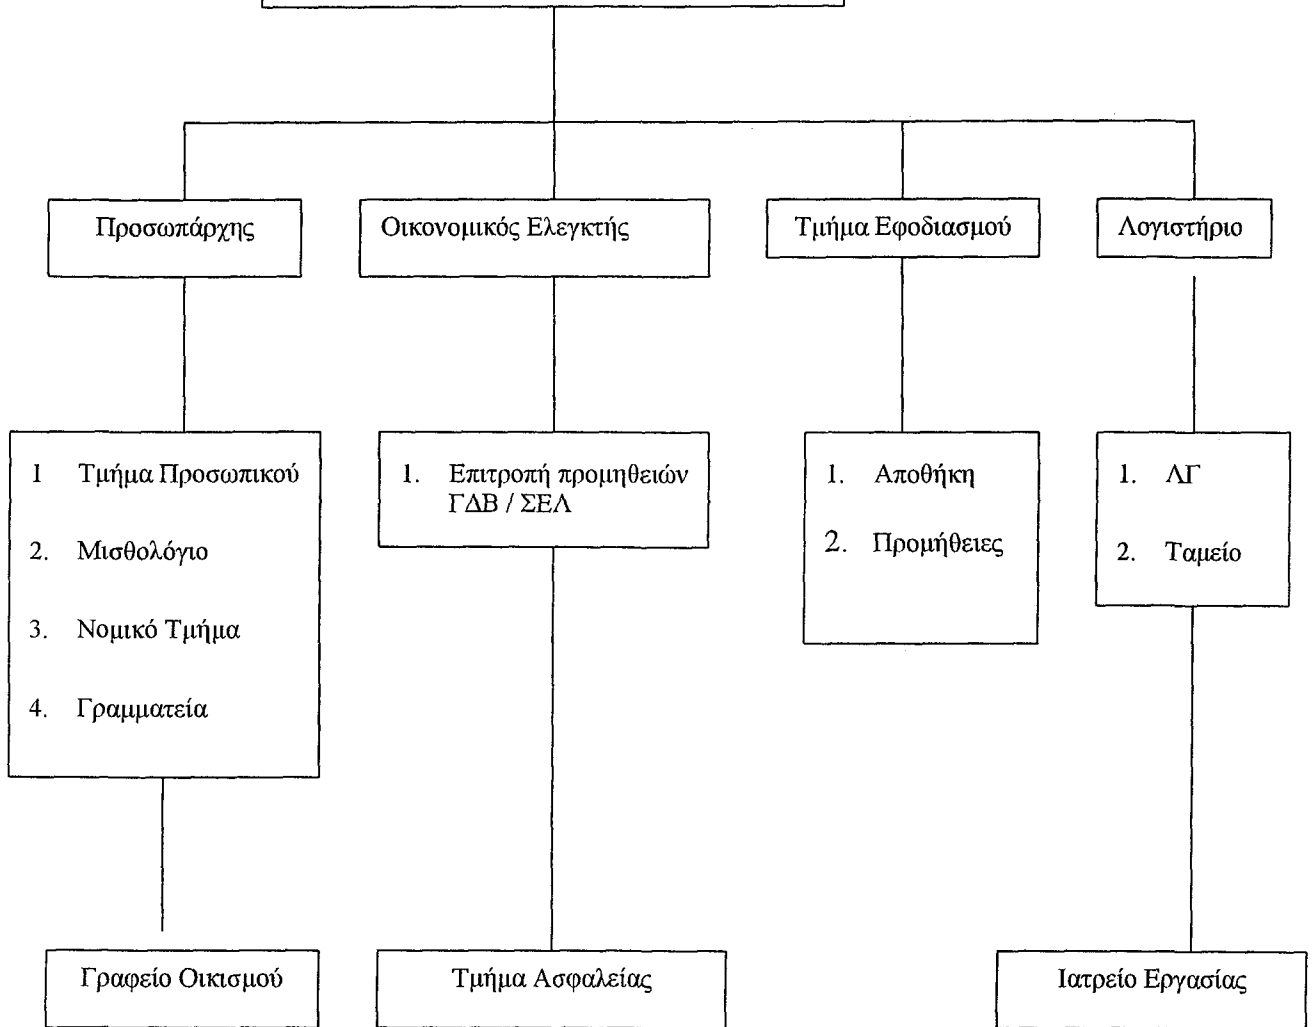 Προσωπάρχης
Οικονομικός Ελεγκτής
Τμήμα Εφοδιασμού
Λογιστήριο
1 Τμήμα Προσωπικού
2. Μισθολόγιο
3. Νομικό Τμήμα
4. Γραμματεία
1. Επιτροπή προμηθειών
ΓΔΒ / ΣΕΛ
1. Αποθήκη
2. Προμήθειες
1. ΛΓ
2. Ταμείο
Γραφείο Οικισμού
Τμήμα Ασφαλείας
Ιατρείο Εργασίας